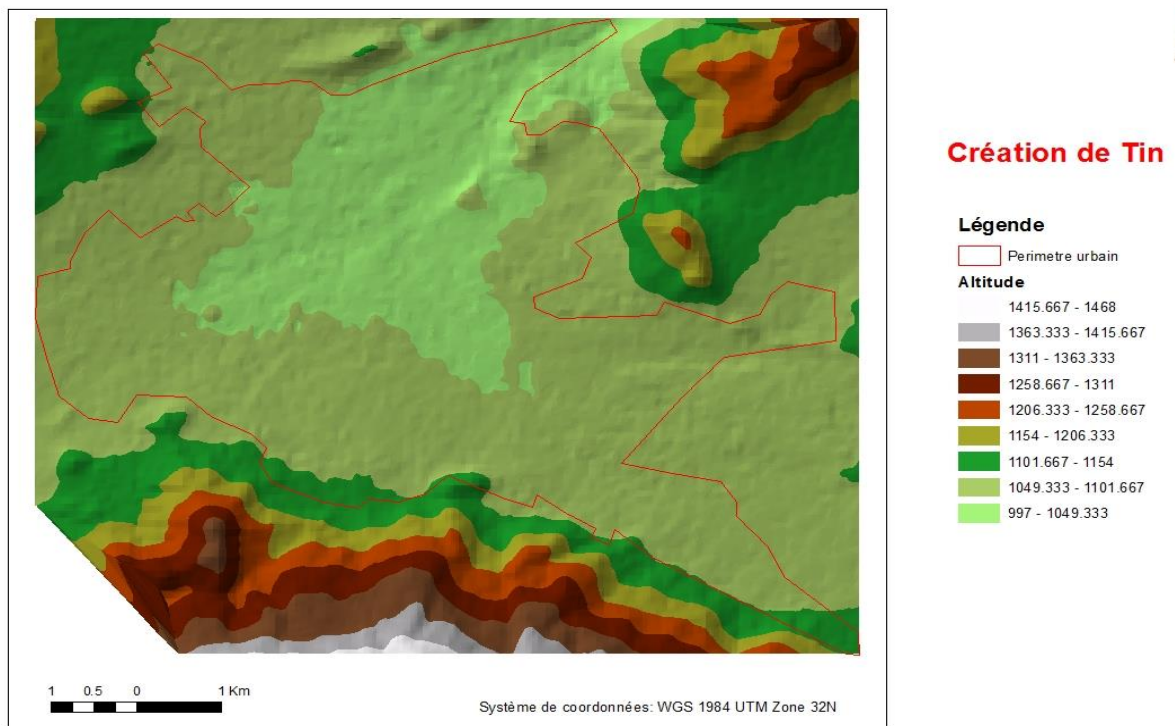 Création de Tin
Légende
Perimetre urbain
Altitude
1415.667 - 1468
1363.333 - 1415.667
1311 - 1363.333
1258.667 - 1311
1206.333 - 1258.667
1154 - 1206.333
1101.667 - 1154
1049.333 - 1101.667
997 - 1049.333
1 0.5 0 1 Km
Système de coordonnées: WGS 1984 UTM Zone 32N